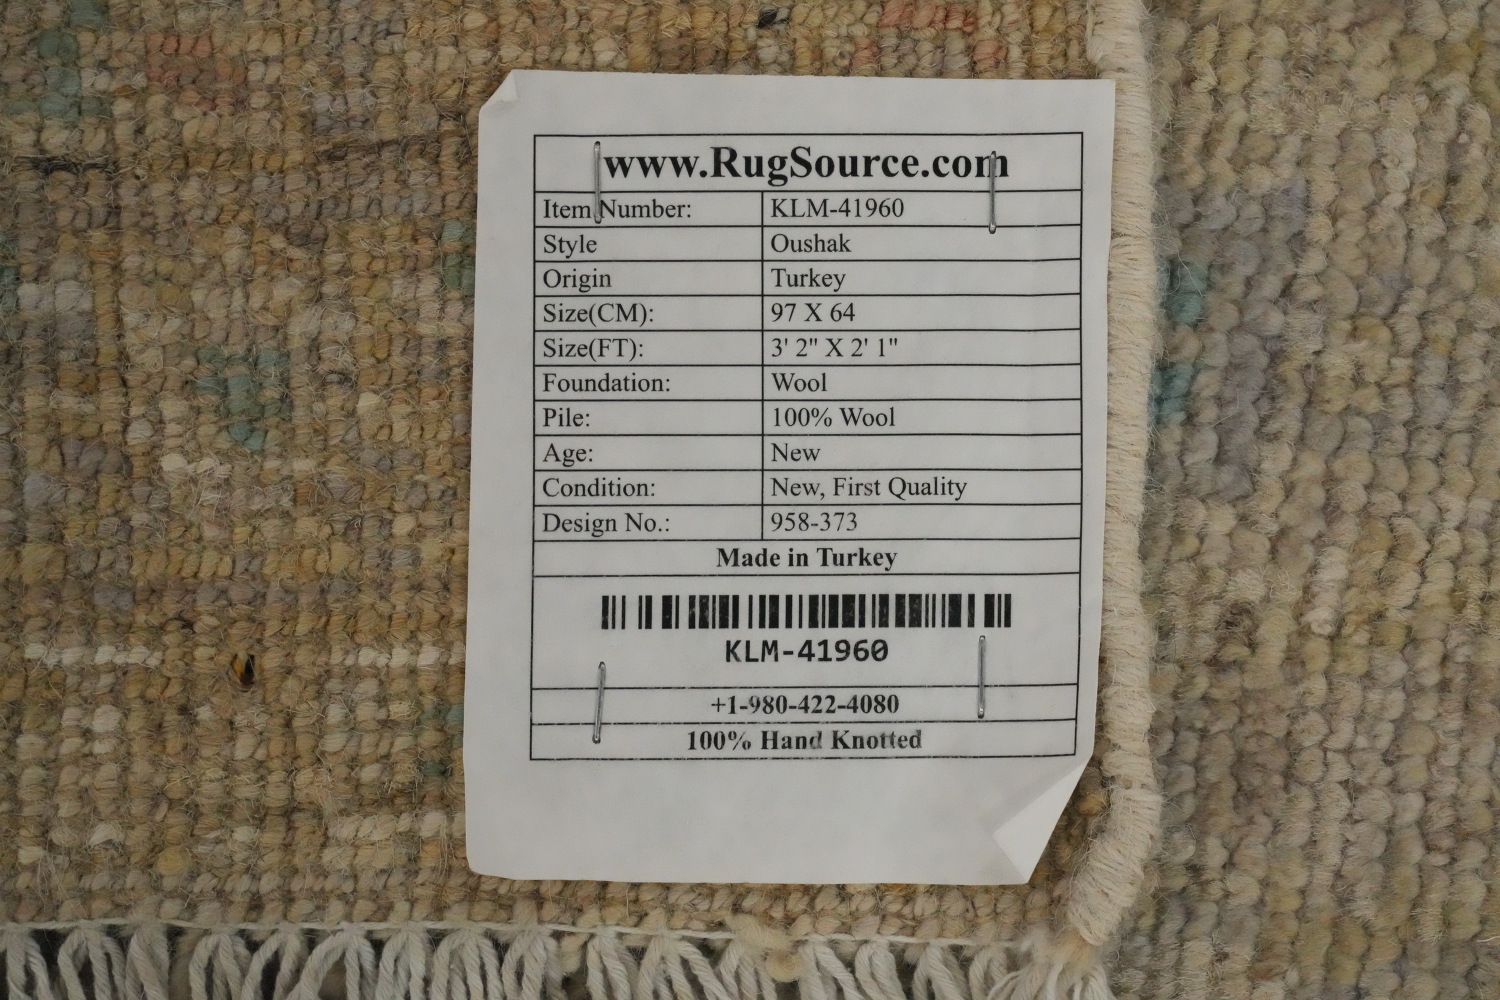 www.RugSource.com
Item Number: KLM-41960
Style Oushak
Origin Turkey
Size(CM): 97 X 64
Size(FT): 3' 2" X 2' 1"
Foundation: Wool
Pile: 100% Wool
Age: New
Condition: New, First Quality
Design No.: 958-373
Made in Turkey
KLM-41960
+1-980-422-4080
100% Hand Knotted